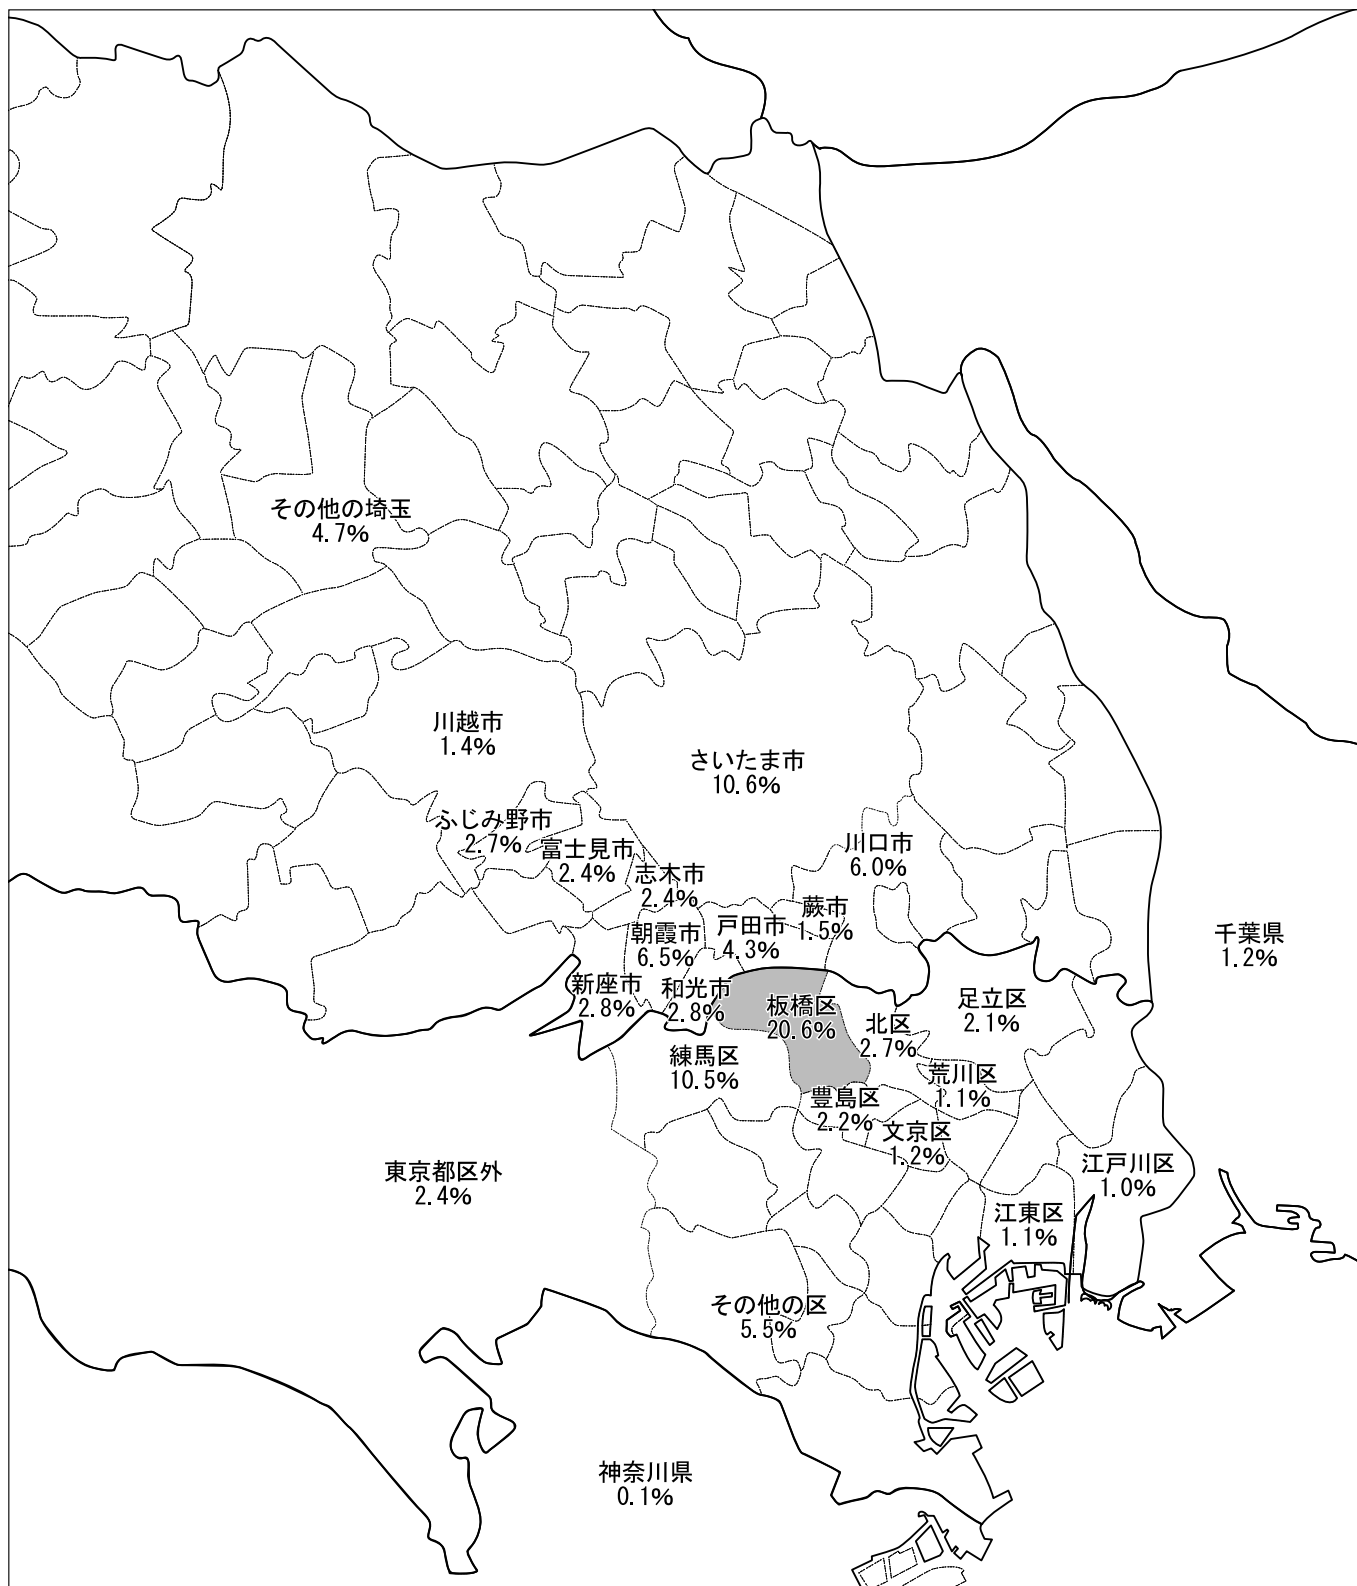 その他の埼玉
4.7%
川越市
1.4%
さいたま市
10.6%
ふじみ野市
2.7%
富士見市
2.4%
志木市
2.4%
川口市
6.0%
蕨市
1.5%
戸田市
4.3%
朝霞市
6.5%
新座市
2.8%
和光市
2.8%
千葉県
1.2%
板橋区
20.6%
北区
2.7%
足立区
2.1%
練馬区
10.5%
荒川区
1.1%
豊島区
2.2%
文京区
1.2%
東京都区外
2.4%
江戸川区
1.0%
江東区
1.1%
その他の区
5.5%
神奈川県
0.1%